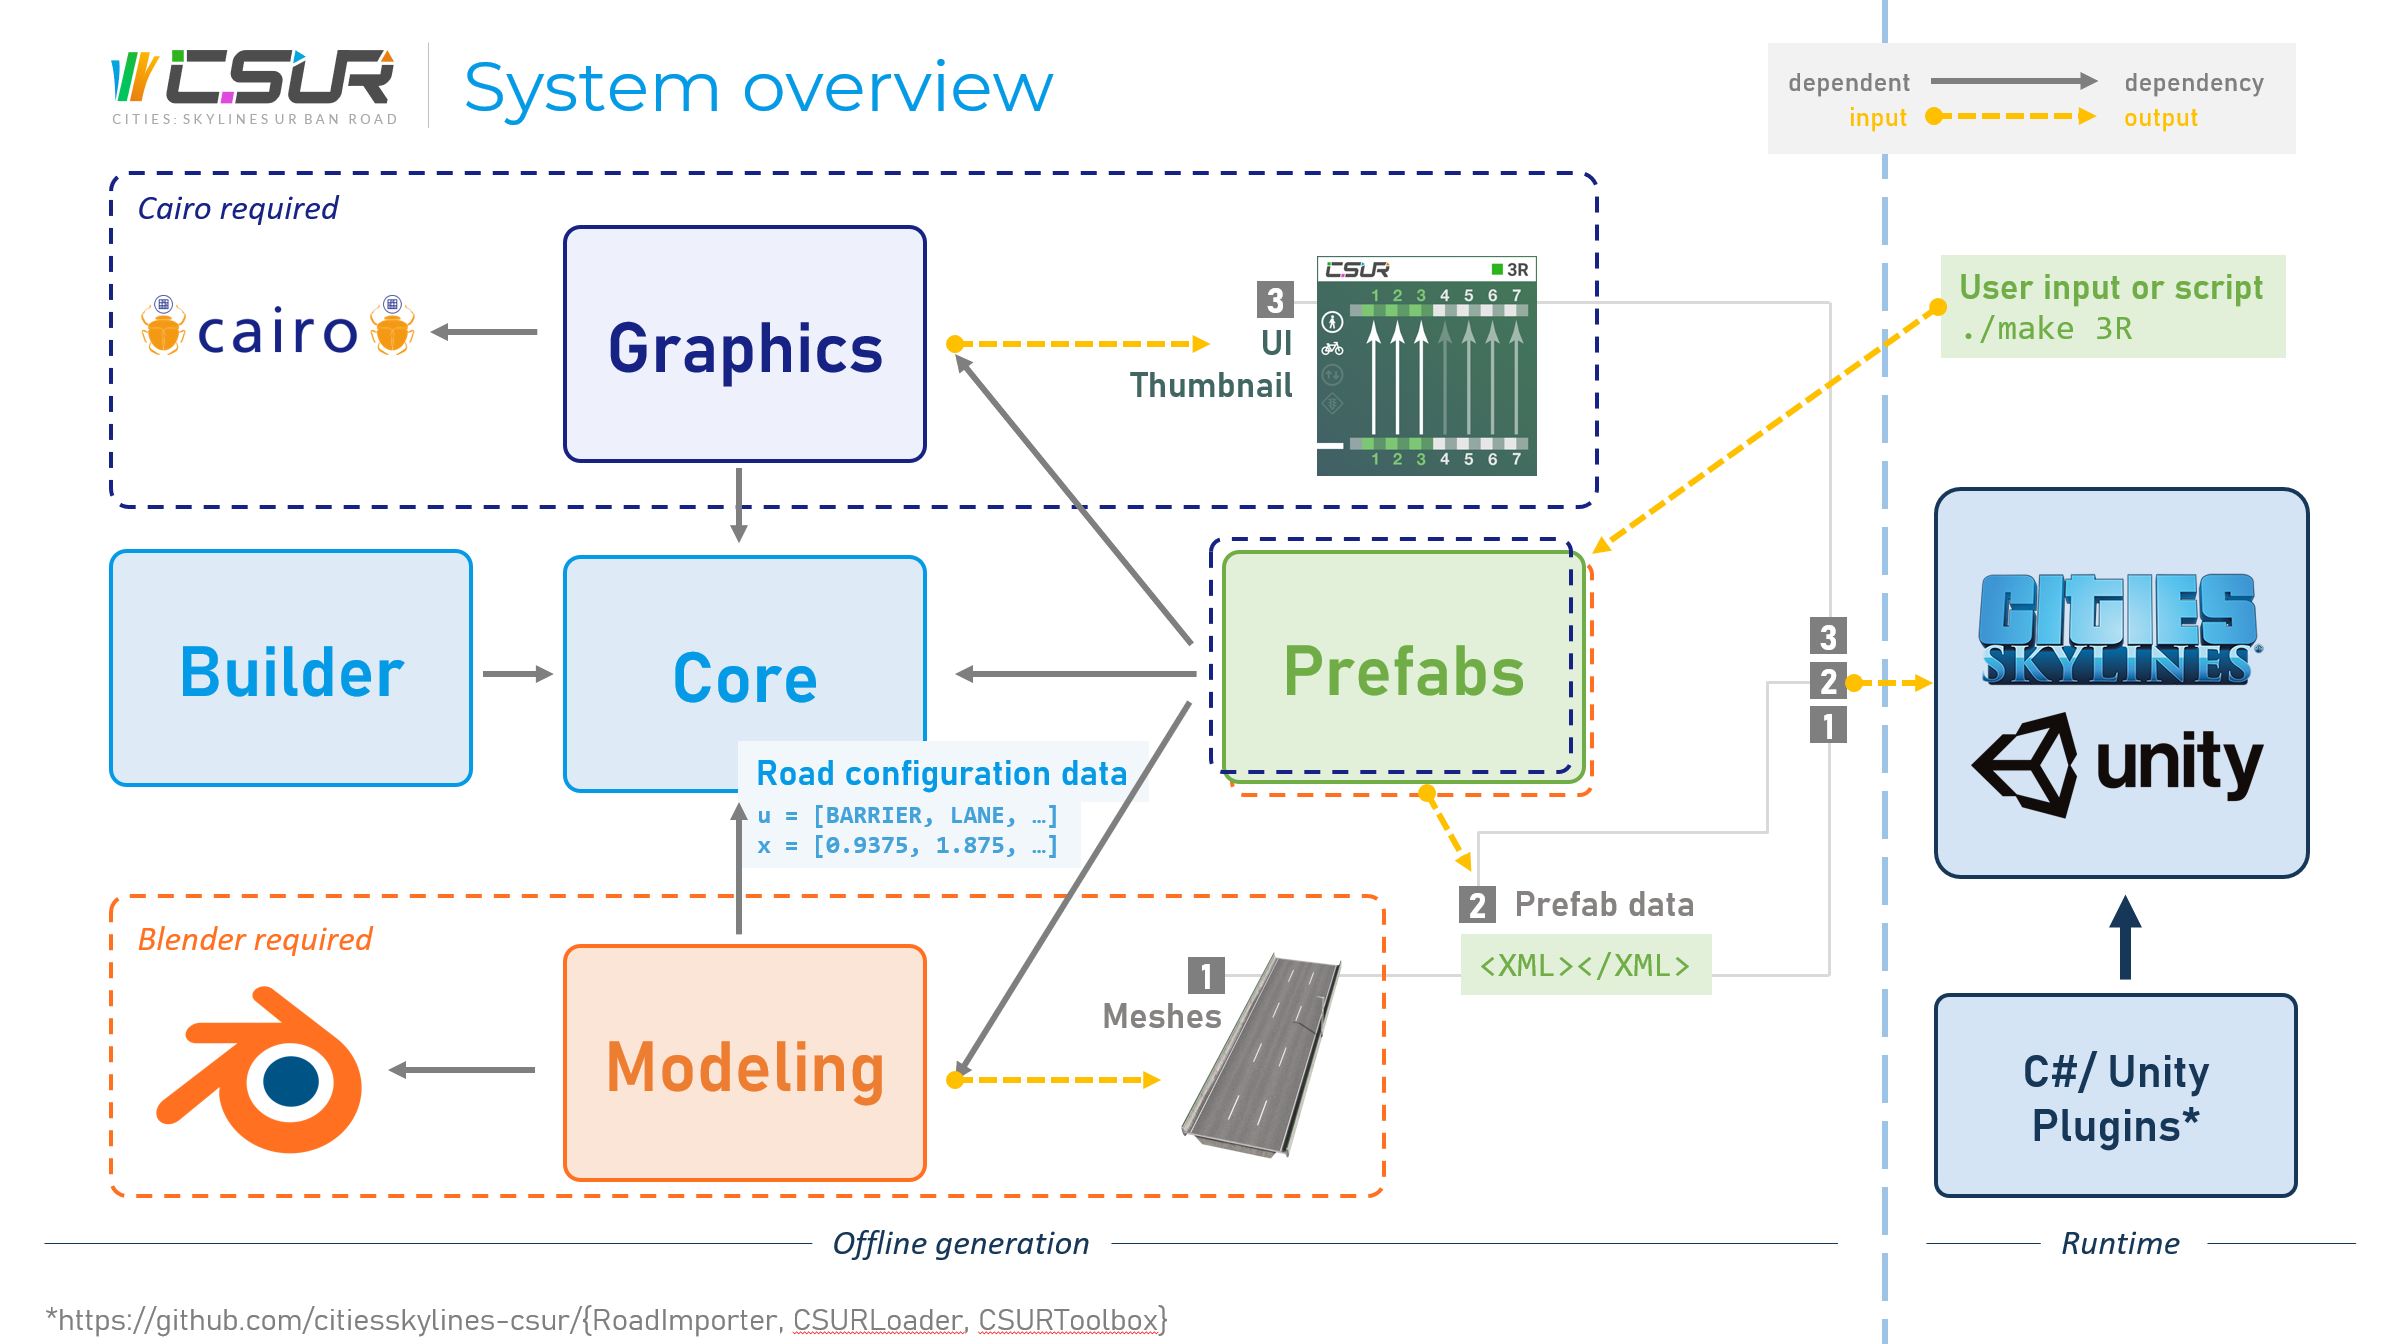 CSUR
CITIES: SKYLINES URBAN ROAD
System overview
dependent
dependency
input
output
Cairo required
cairo
Graphics
3
UI
Thumbnail
CSUR
3R
1 2 3 4 5 6 7
1 2 3 4 5 6 7
User input or script
./make 3R
Builder
Core
Prefabs
Road configuration data
u = [BARRIER, LANE, …]
x = [0.9375, 1.875, …]
3
2
1
CITIES
SKYLINES
unity
2
Prefab data
<XML></XML>
Blender required
Modeling
1
Meshes
C#/ Unity
Plugins*
Offline generation
Runtime
*https://github.com/citiesskylines-csur/{RoadImporter, CSURLoader, CSURToolbox}